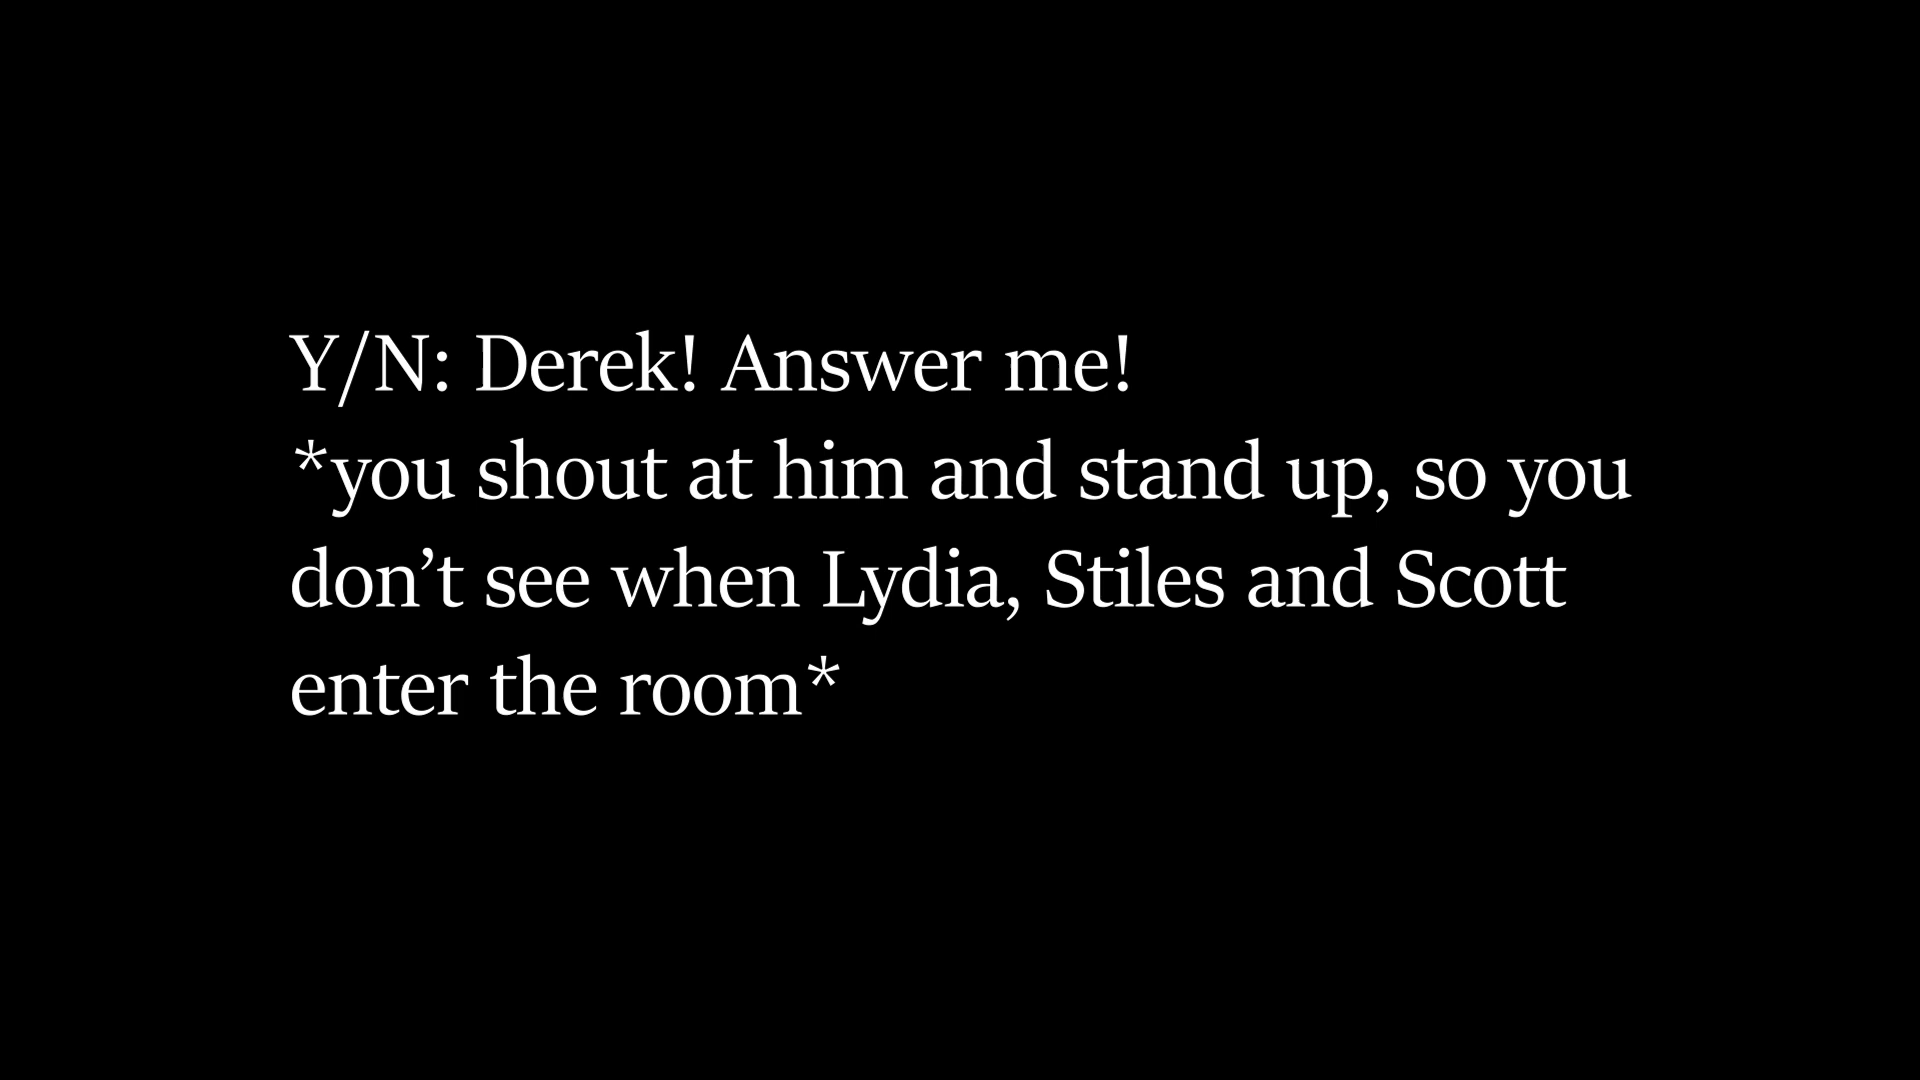 Y/N: Derek! Answer me!
*you shout at him and stand up, so you
don’t see when Lydia, Stiles and Scott
enter the room*